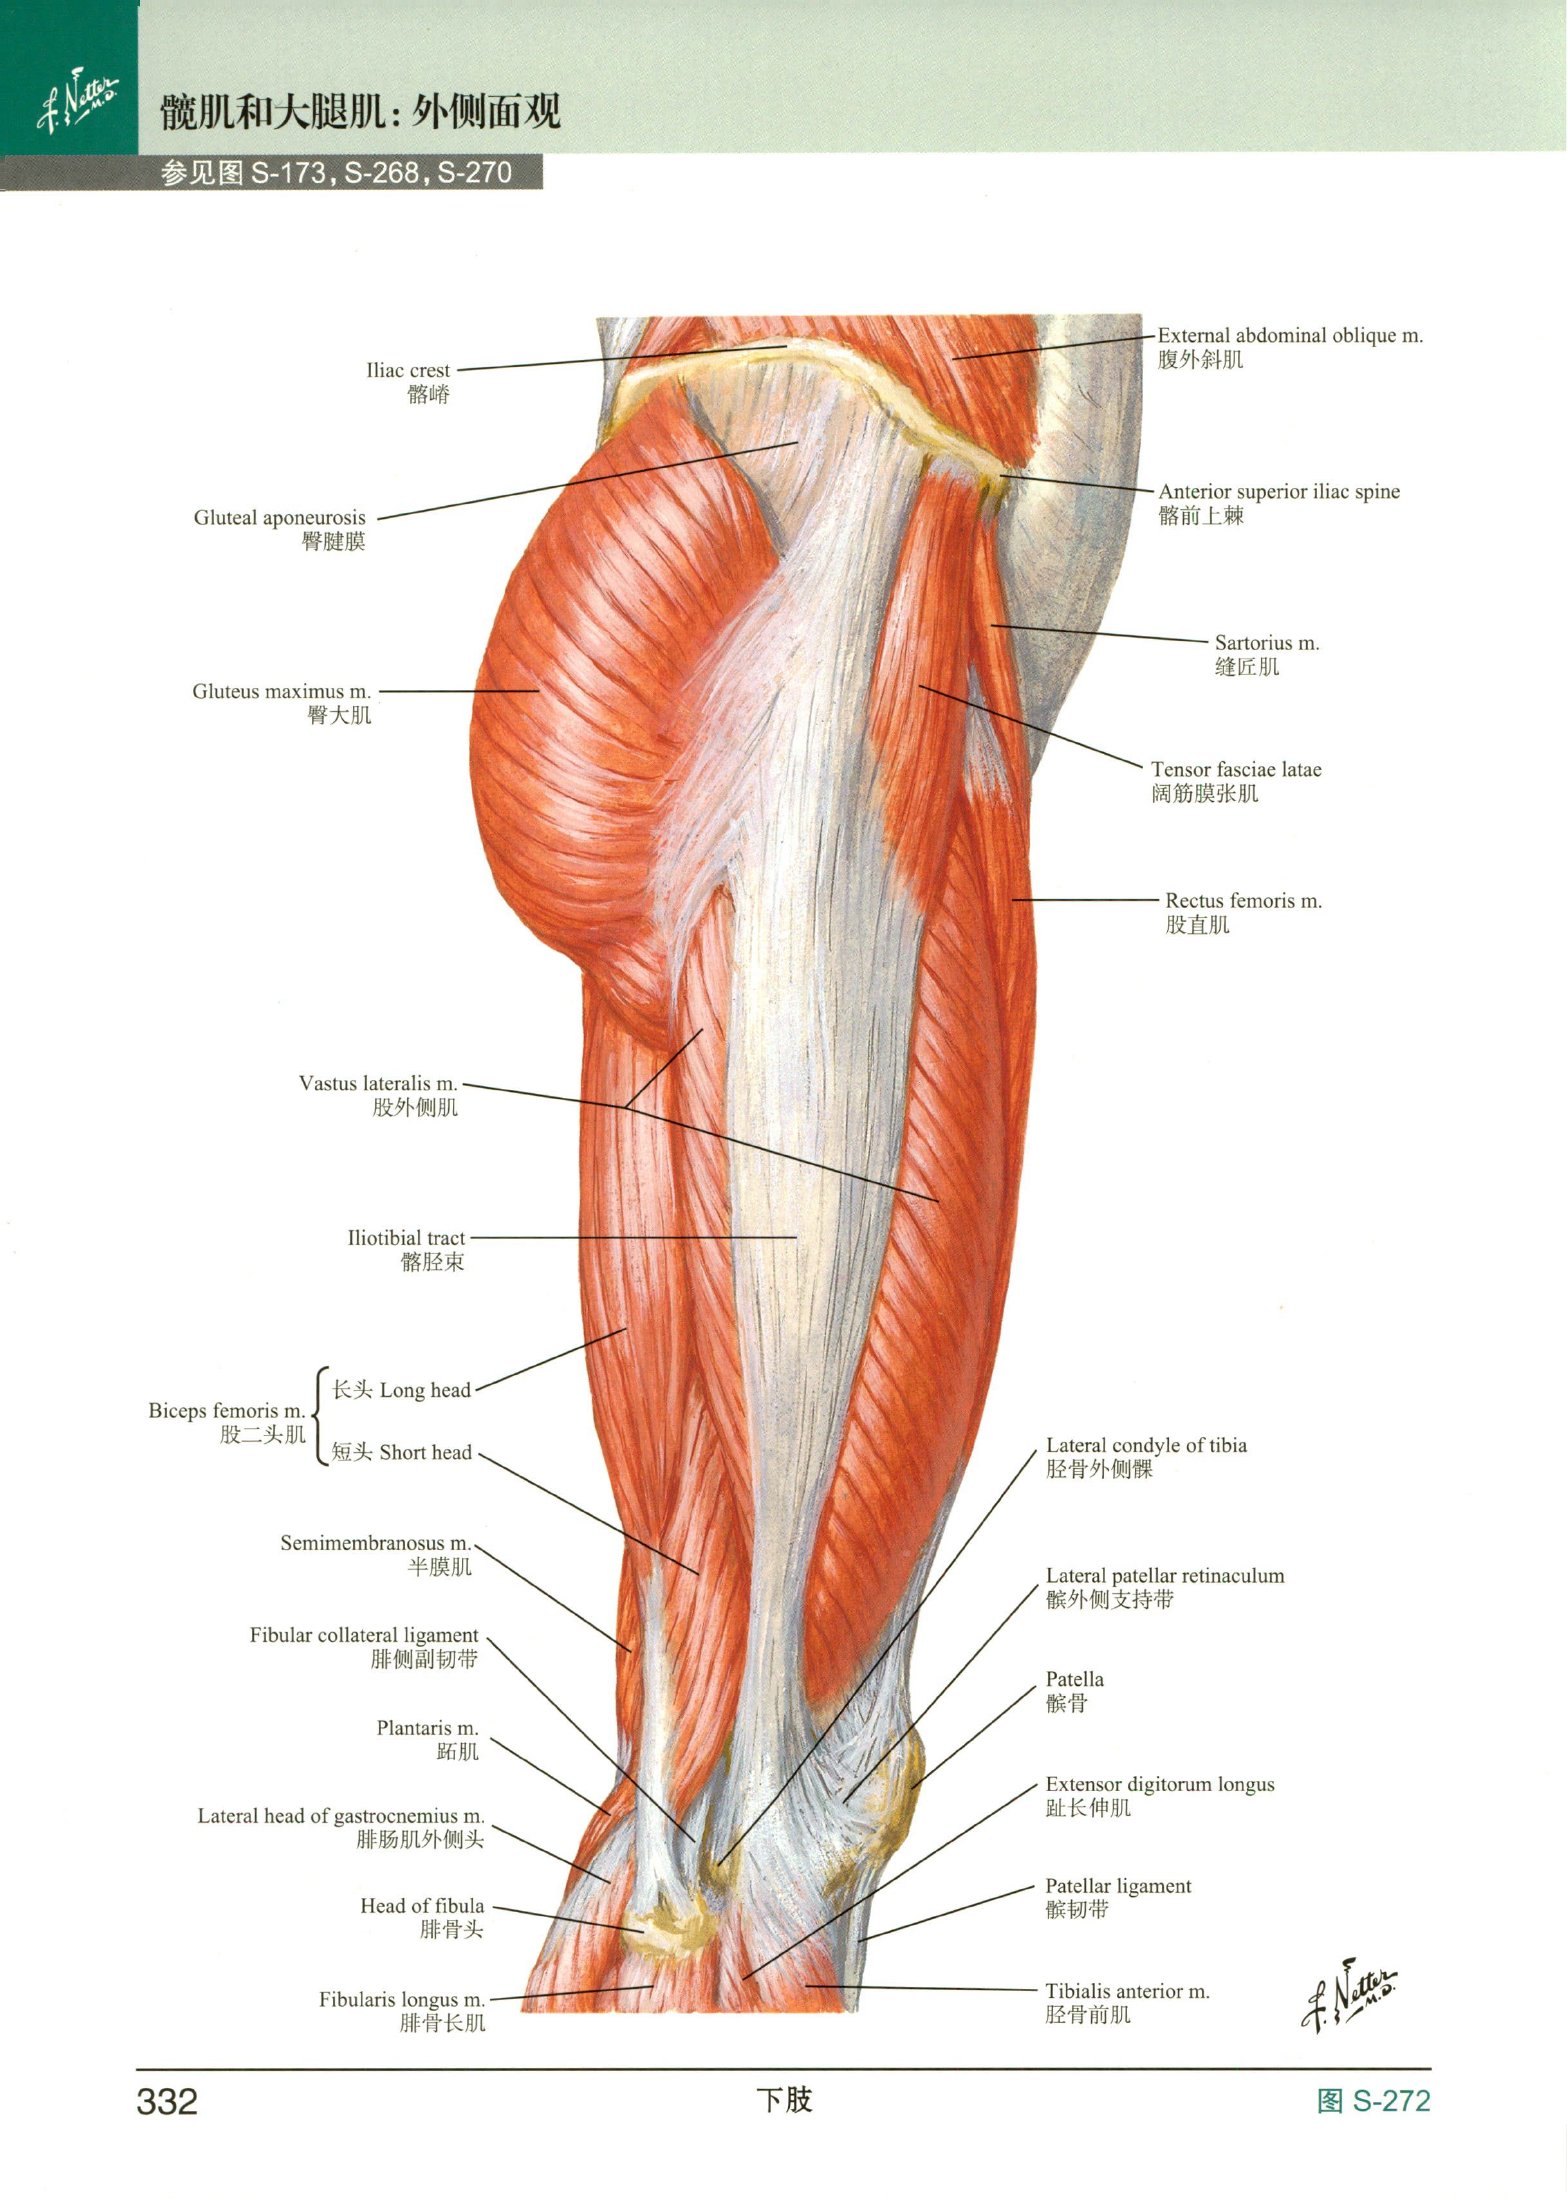 F. Netter M.D.
髋肌和大腿肌：外侧面观
参见图 S-173, S-268, S-270
Iliac crest
髂嵴
Gluteal aponeurosis
臀腱膜
Gluteus maximus m.
臀大肌
Vastus lateralis m.
股外侧肌
Iliotibial tract
髂胫束
Biceps femoris m.
股二头肌
长头 Long head
短头 Short head
Semimembranosus m.
半膜肌
Fibular collateral ligament
腓侧副韧带
Plantaris m.
跖肌
Lateral head of gastrocnemius m.
腓肠肌外侧头
Head of fibula
腓骨头
Fibularis longus m.
腓骨长肌
External abdominal oblique m.
腹外斜肌
Anterior superior iliac spine
髂前上棘
Sartorius m.
缝匠肌
Tensor fasciae latae
阔筋膜张肌
Rectus femoris m.
股直肌
Lateral condyle of tibia
胫骨外侧髁
Lateral patellar retinaculum
髌外侧支持带
Patella
髌骨
Extensor digitorum longus
趾长伸肌
Patellar ligament
髌韧带
Tibialis anterior m.
胫骨前肌
F. Netter M.D.
332
下肢
图 S-272